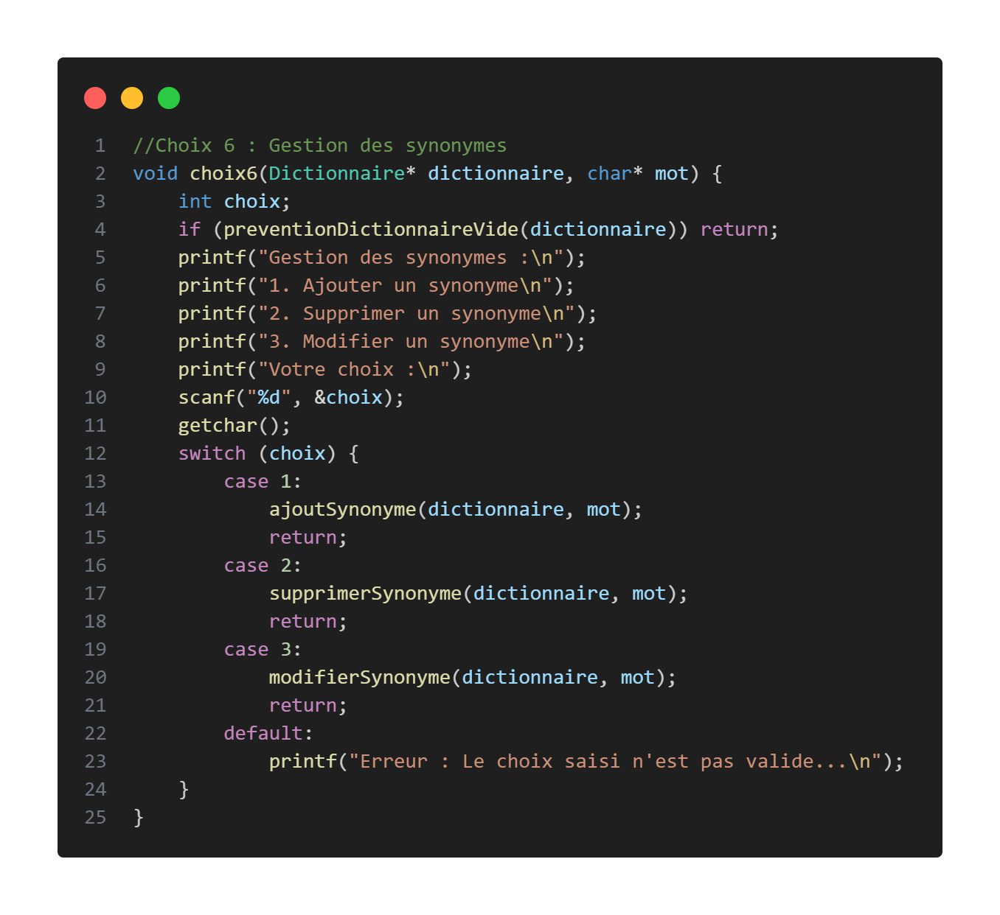 1 //Choix 6 : Gestion des synonymes
2 void choix6(Dictionnaire* dictionnaire, char* mot) {
3     int choix;
4     if (preventionDictionnaireVide(dictionnaire)) return;
5     printf("Gestion des synonymes :\n");
6     printf("1. Ajouter un synonyme\n");
7     printf("2. Supprimer un synonyme\n");
8     printf("3. Modifier un synonyme\n");
9     printf("Votre choix :\n");
10     scanf("%d", &choix);
11     getchar();
12     switch (choix) {
13         case 1:
14             ajoutSynonyme(dictionnaire, mot);
15             return;
16         case 2:
17             supprimerSynonyme(dictionnaire, mot);
18             return;
19         case 3:
20             modifierSynonyme(dictionnaire, mot);
21             return;
22         default:
23             printf("Erreur : Le choix saisi n'est pas valide...\n");
24     }
25 }